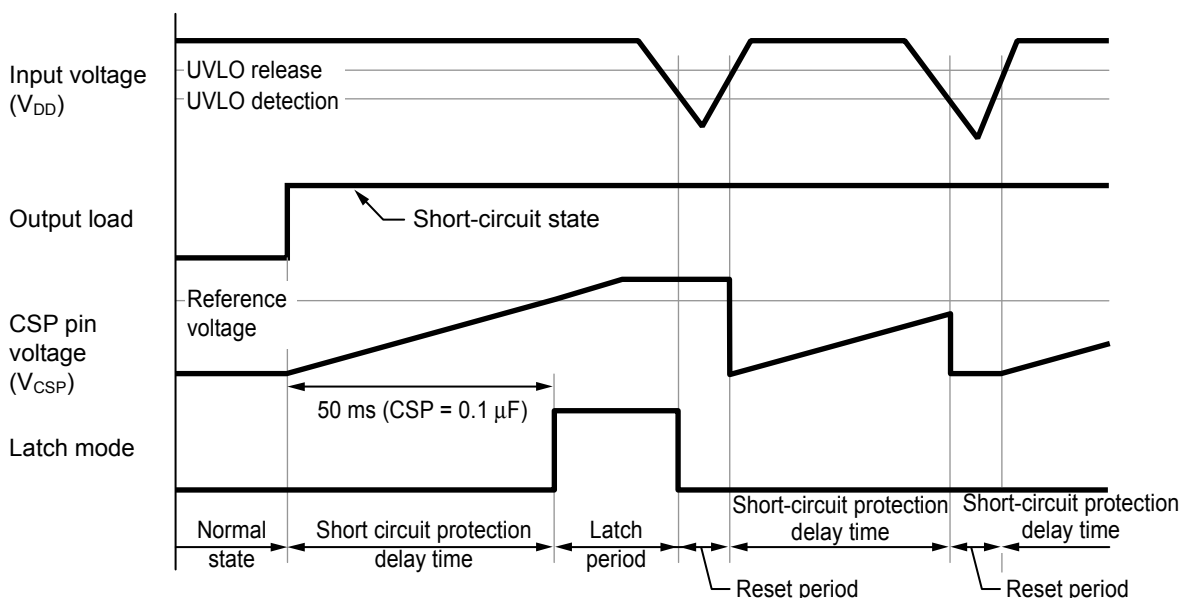 Input voltage
(VDD)
UVLO release
UVLO detection
Output load
Short-circuit state
CSP pin
voltage
(VCSP)
Reference
voltage
50 ms (CSP = 0.1 μF)
Latch mode
Normal
state
Short circuit protection
delay time
Latch
period
Reset period
Short-circuit protection
delay time
Reset period
Short-circuit protection
delay time